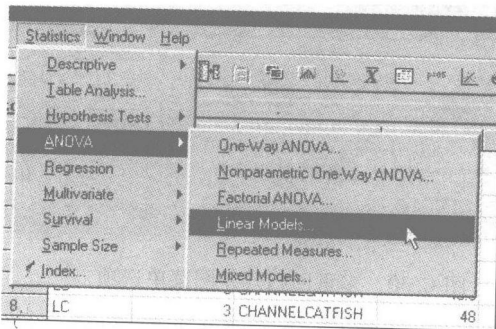 Statistics Window Help
Descriptive
Table Analysis...
Hypothesis Tests
ANOVA
Regression
Multivariate
Survival
Sample Size
Index...
One-Way ANOVA...
Nonparametric One-Way ANOVA...
Factorial ANOVA...
Linear Models...
Repeated Measures...
Mixed Models...
8 LC 3 CHANNELCATFISH 48